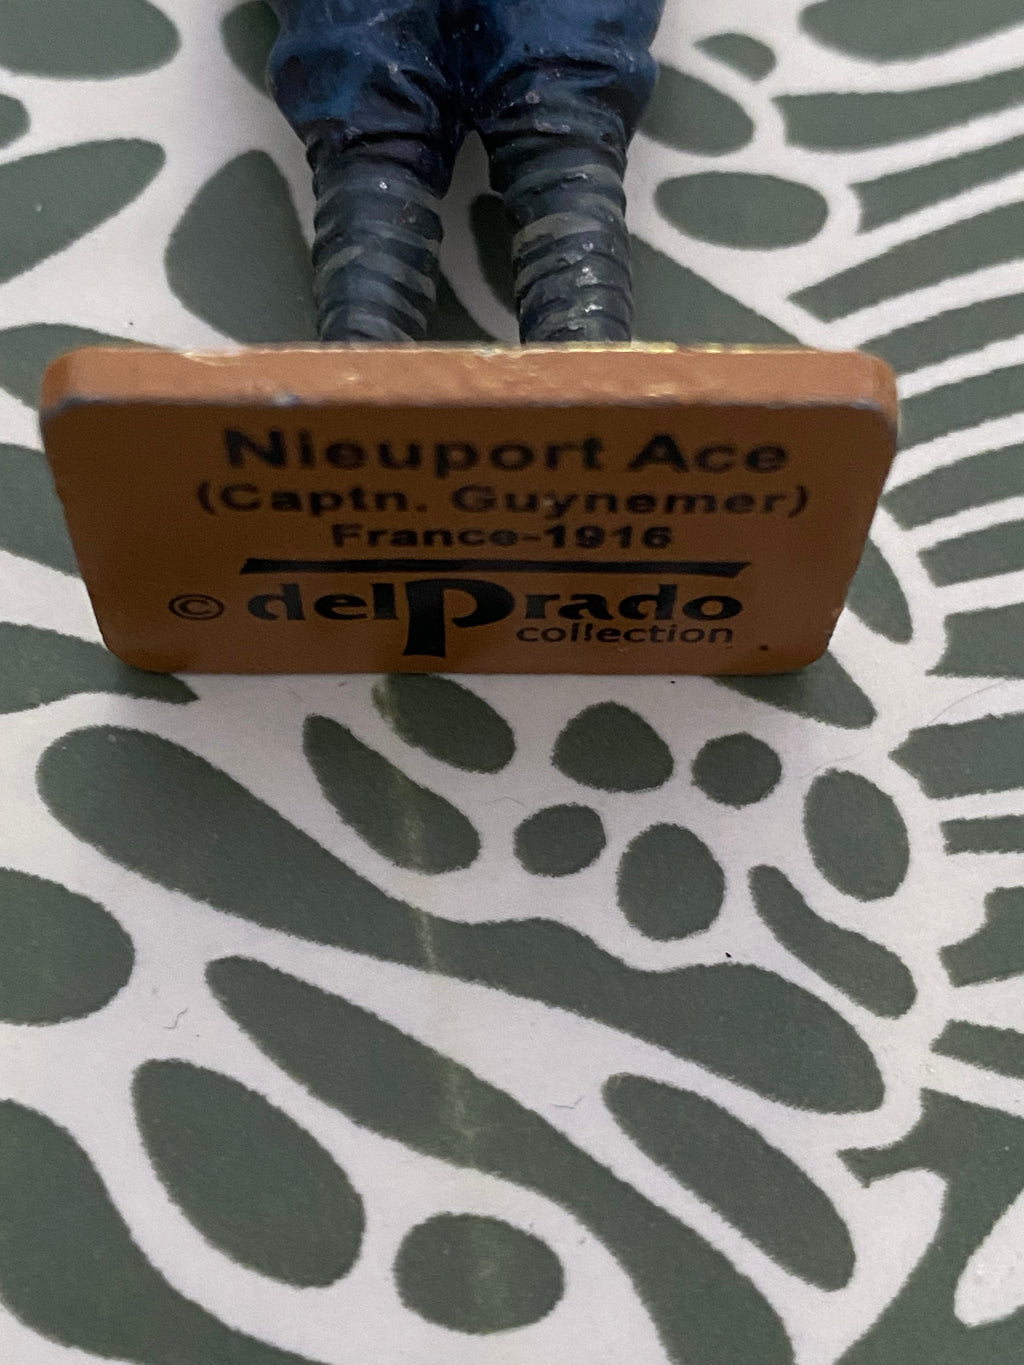 Nieuport Ace
(Captn. Guynemer)
France-1916
© delPrado
collection